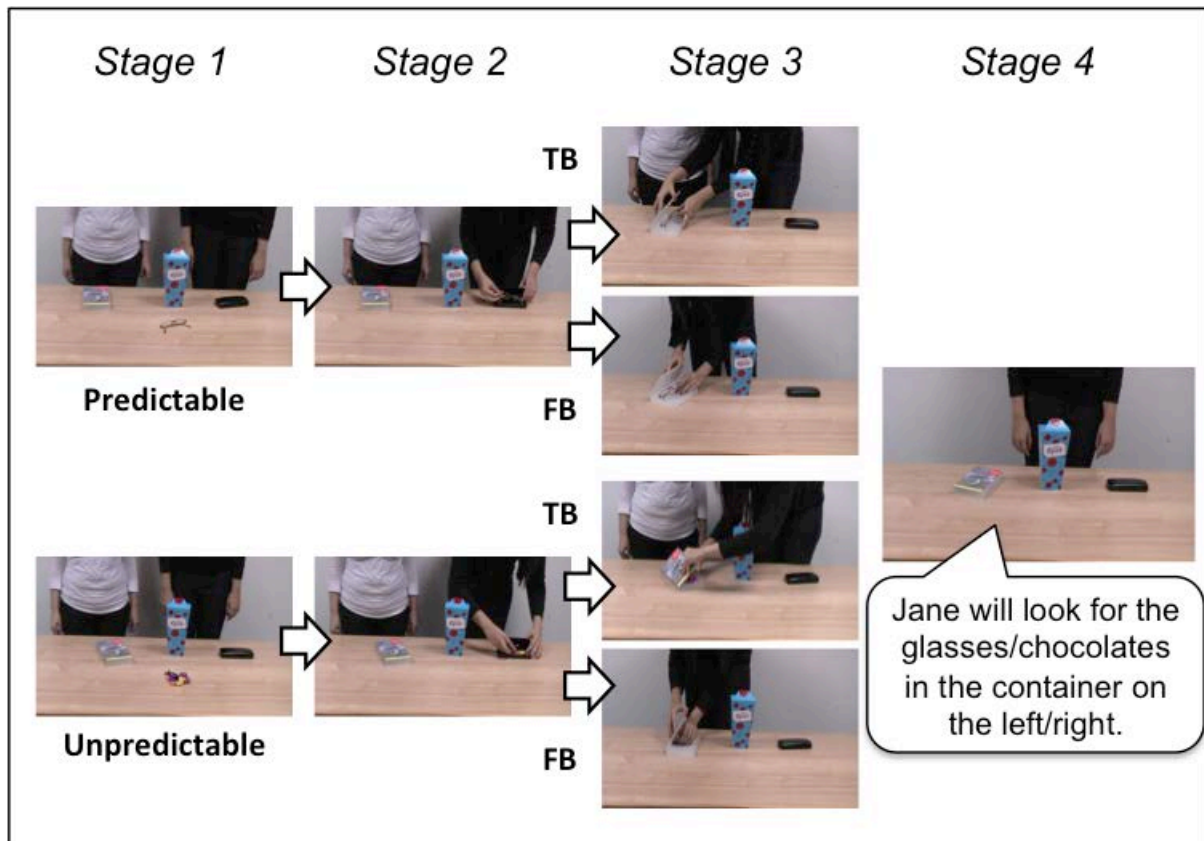 Stage 1
Stage 2
Stage 3
Stage 4
TB
Predictable
FB
TB
Unpredictable
FB
Jane will look for the
glasses/chocolates
in the container on
the left/right.